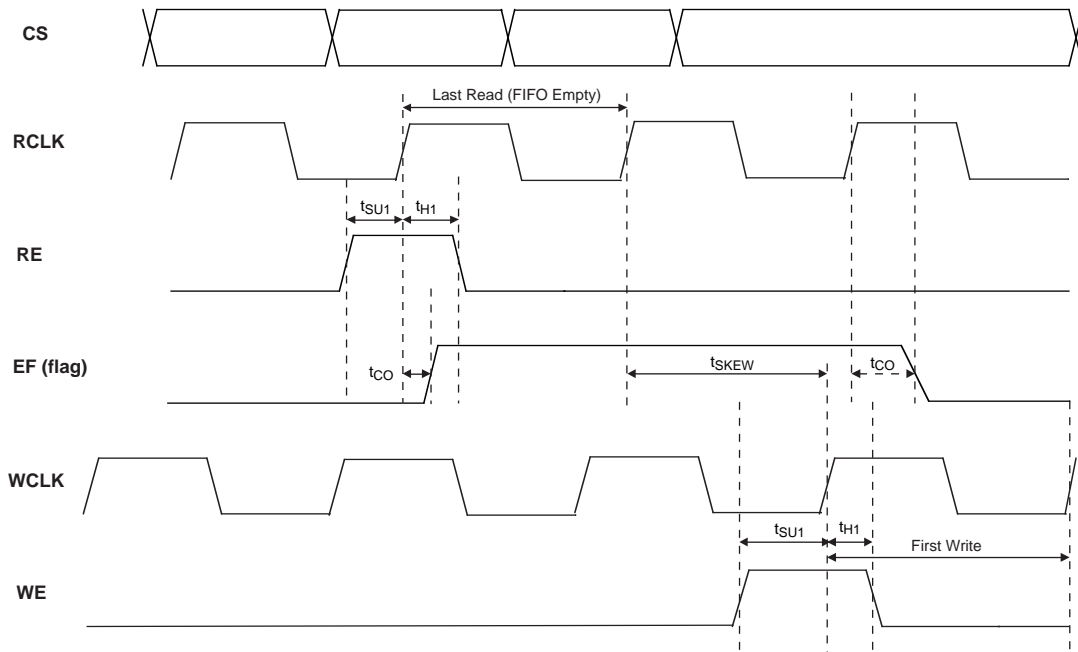 CS
Last Read (FIFO Empty)
RCLK
tSU1 tH1
RE
EF (flag)
tCO tSKEW tCO
WCLK
tSU1 tH1
First Write
WE